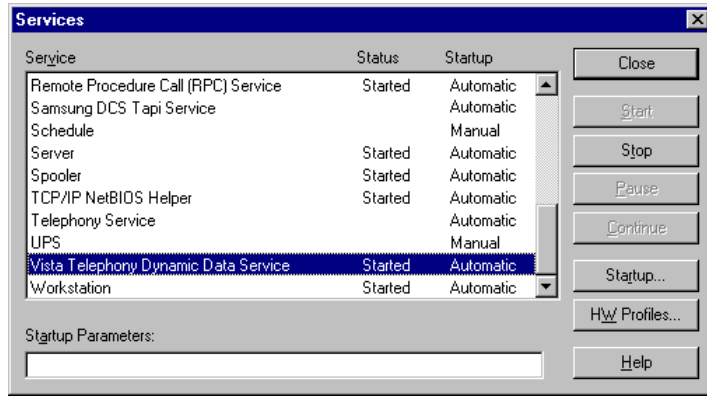 Services
Service Status Startup
Remote Procedure Call (RPC) Service Started Automatic
Samsung DCS Tapi Service Automatic
Schedule Manual
Server Started Automatic
Spooler Started Automatic
TCP/IP NetBIOS Helper Started Automatic
Telephony Service Automatic
UPS Manual
Vista Telephony Dynamic Data Service Started Automatic
Workstation Started Automatic
Startup Parameters:
Close
Start
Stop
Pause
Continue
Startup...
HW Profiles...
Help